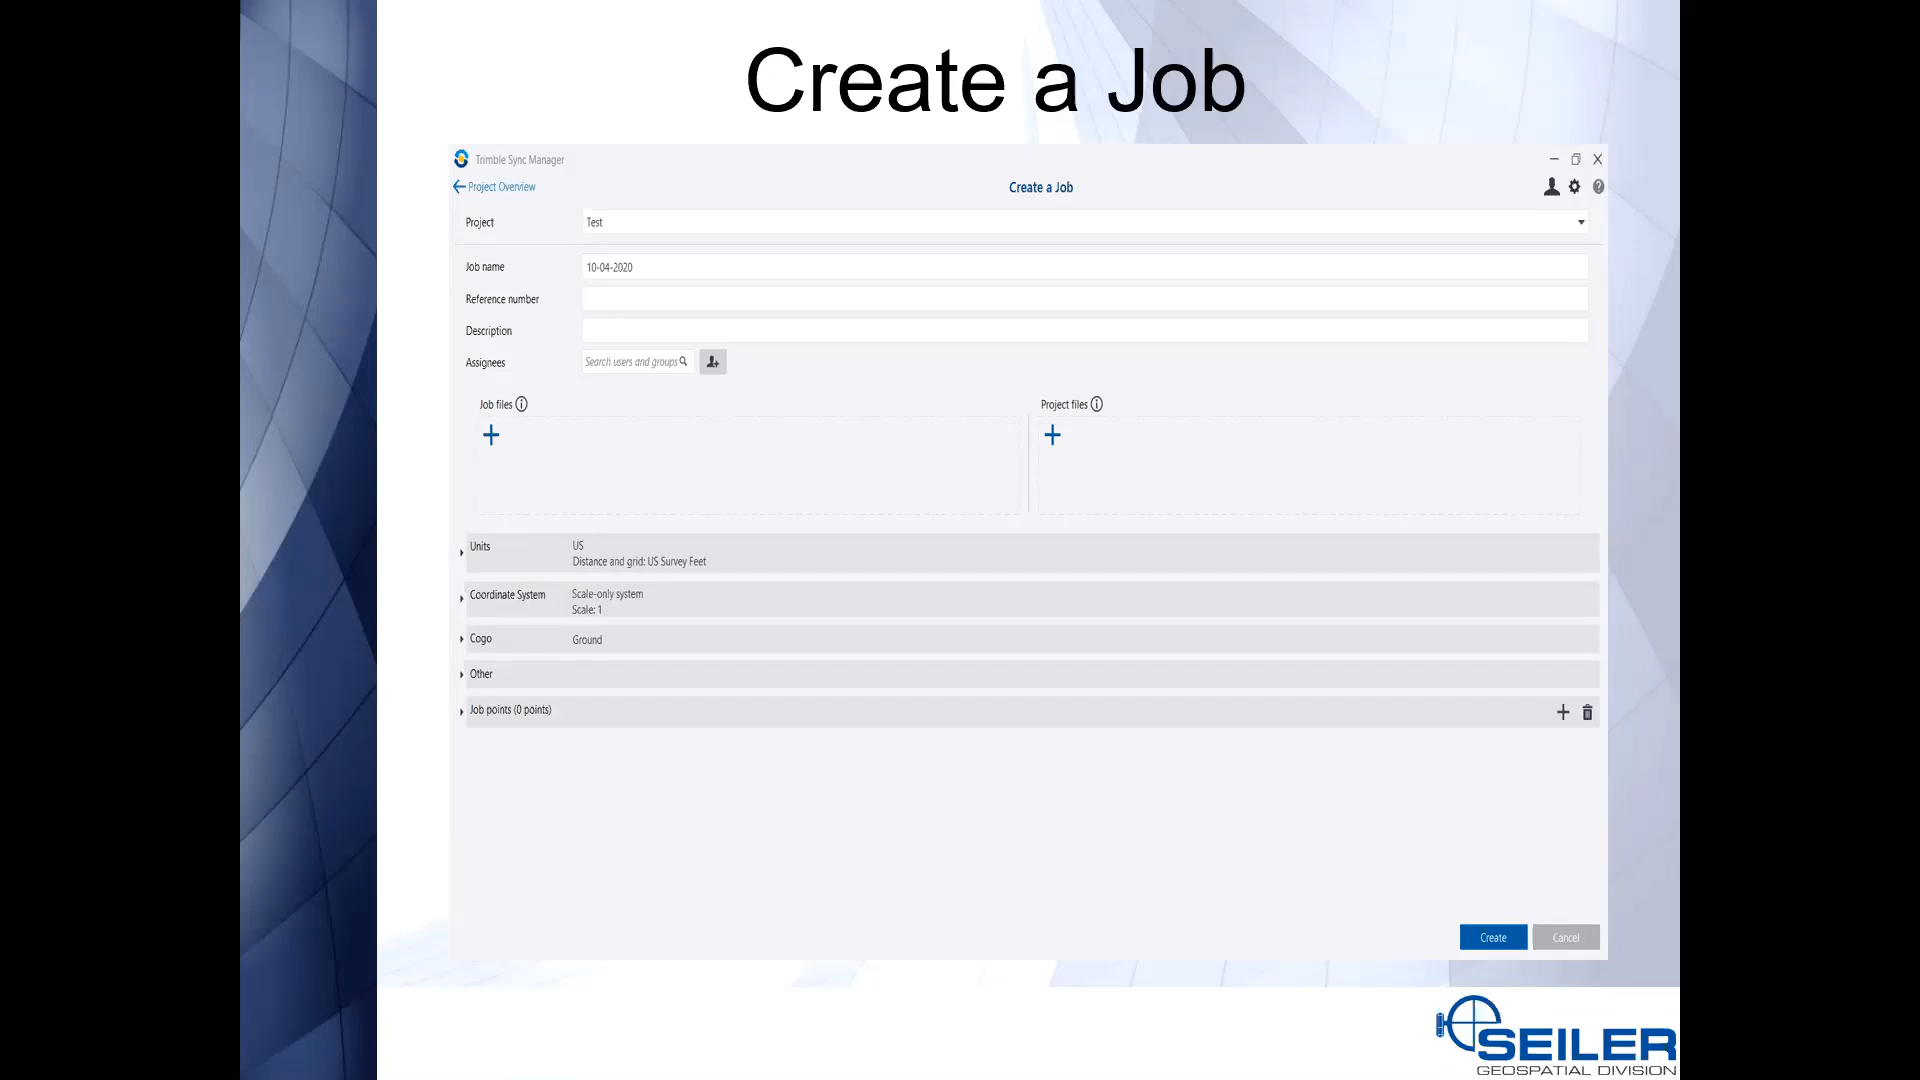 Create a Job
Trimble Sync Manager
Project Overview
Create a Job
Project
Test
Job name
10-04-2020
Reference number
Description
Assignees
Search users and groups
Job files
Project files
Units
US
Distance and grid: US Survey Feet
Coordinate System
Scale-only system
Scale: 1
Cogo
Ground
Other
Job points (0 points)
Create
Cancel
SEILER
GEOSPATIAL DIVISION